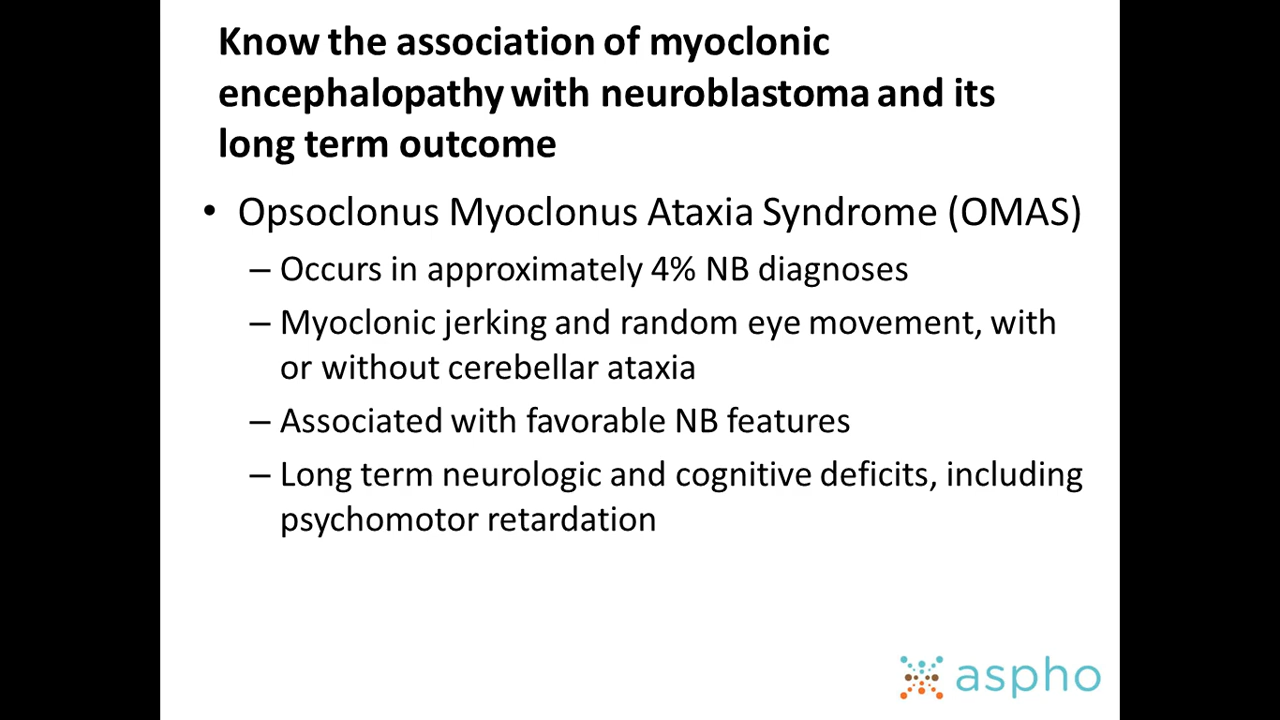 Know the association of myoclonic
encephalopathy with neuroblastoma and its
long term outcome
• Opsoclonus Myoclonus Ataxia Syndrome (OMAS)
– Occurs in approximately 4% NB diagnoses
– Myoclonic jerking and random eye movement, with
or without cerebellar ataxia
– Associated with favorable NB features
– Long term neurologic and cognitive deficits, including
psychomotor retardation
aspho